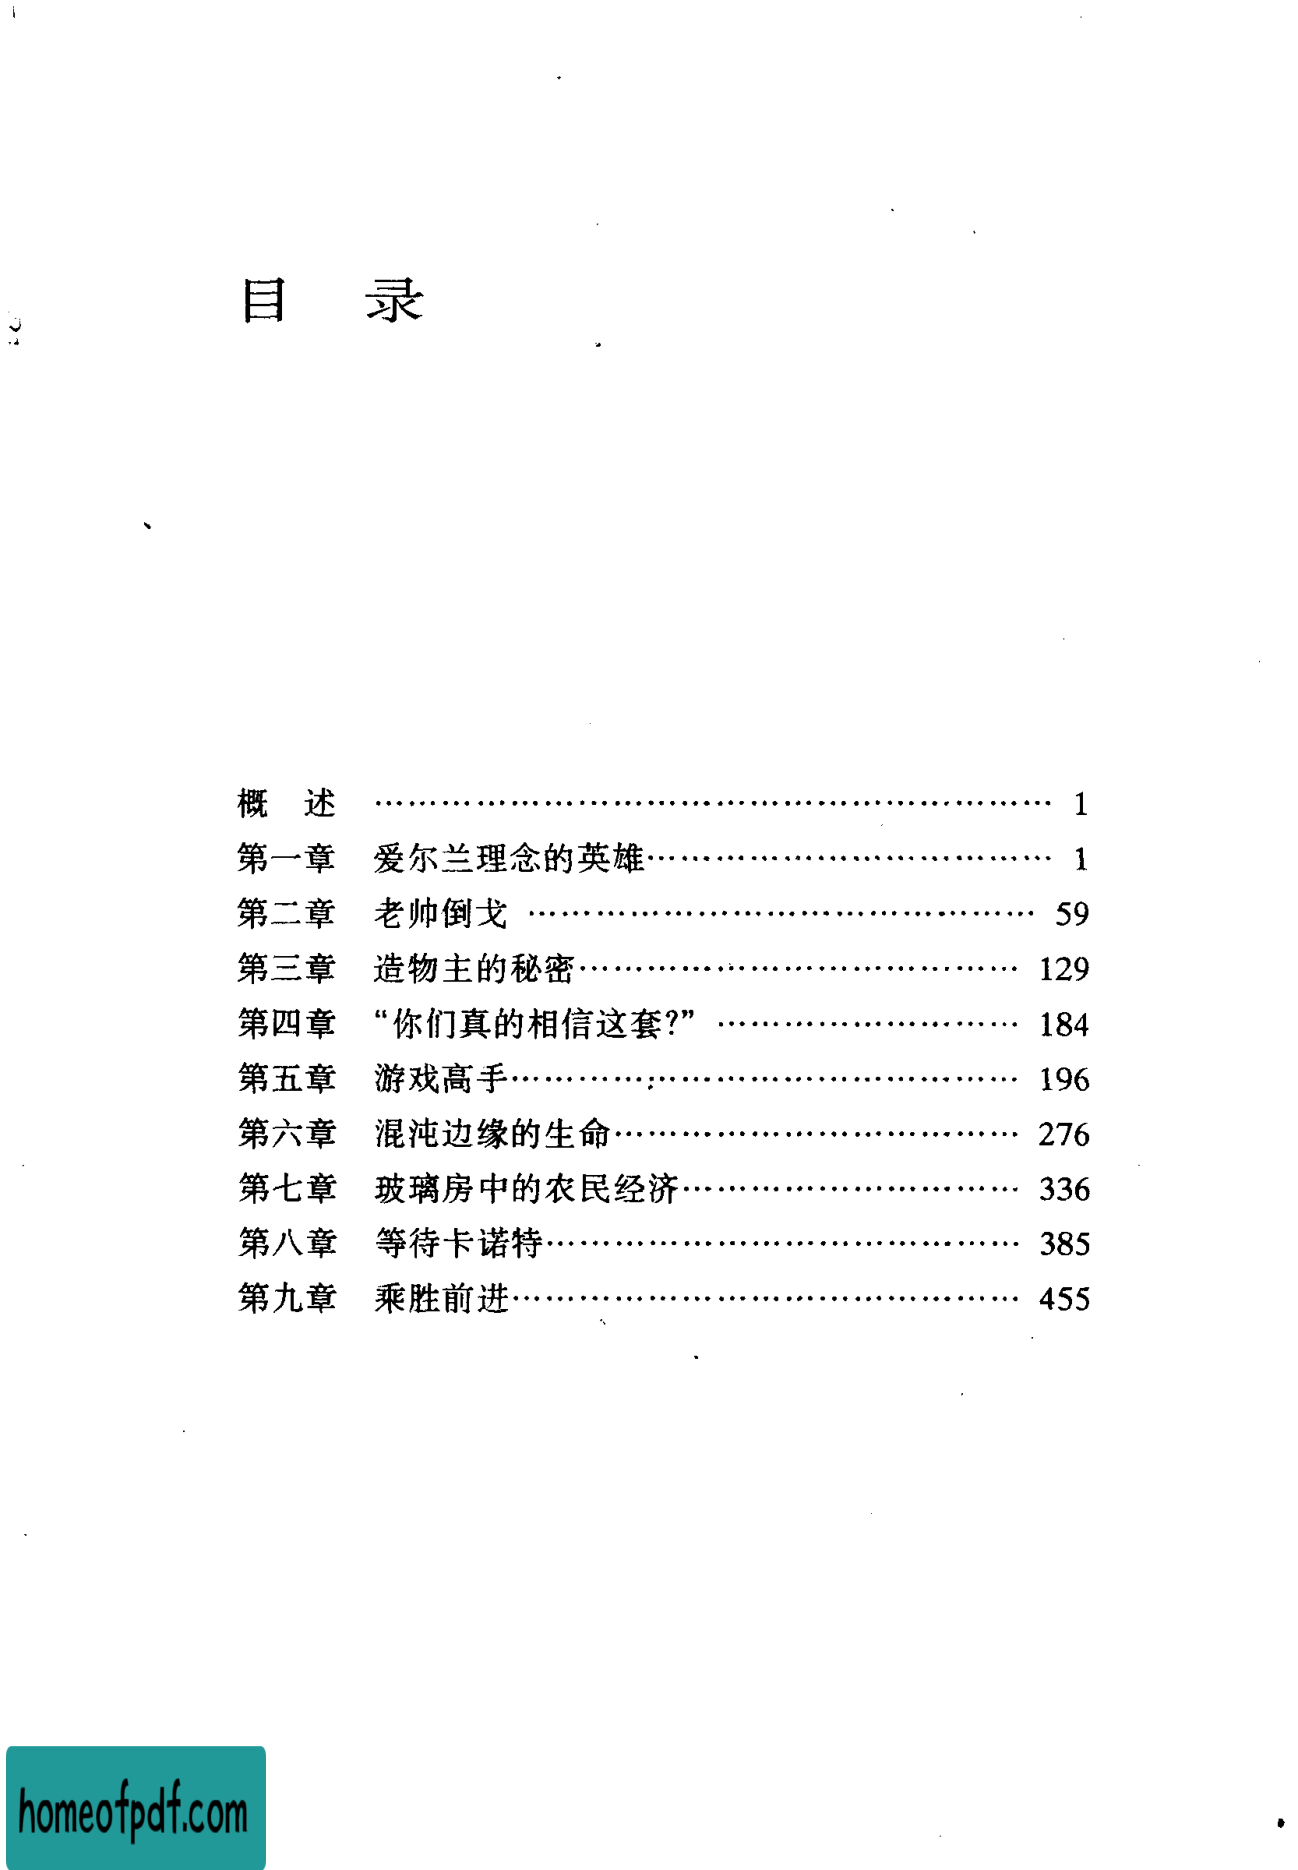 目 录
概 述 ………………………………………………………… 1
第一章 爱尔兰理念的英雄………………………………… 1
第二章 老帅倒戈 ………………………………………… 59
第三章 造物主的秘密…………………………………… 129
第四章 “你们真的相信这套?” ………………………… 184
第五章 游戏高手………………………………………… 196
第六章 混沌边缘的生命………………………………… 276
第七章 玻璃房中的农民经济…………………………… 336
第八章 等待卡诺特……………………………………… 385
第九章 乘胜前进………………………………………… 455
homeofpdf.com